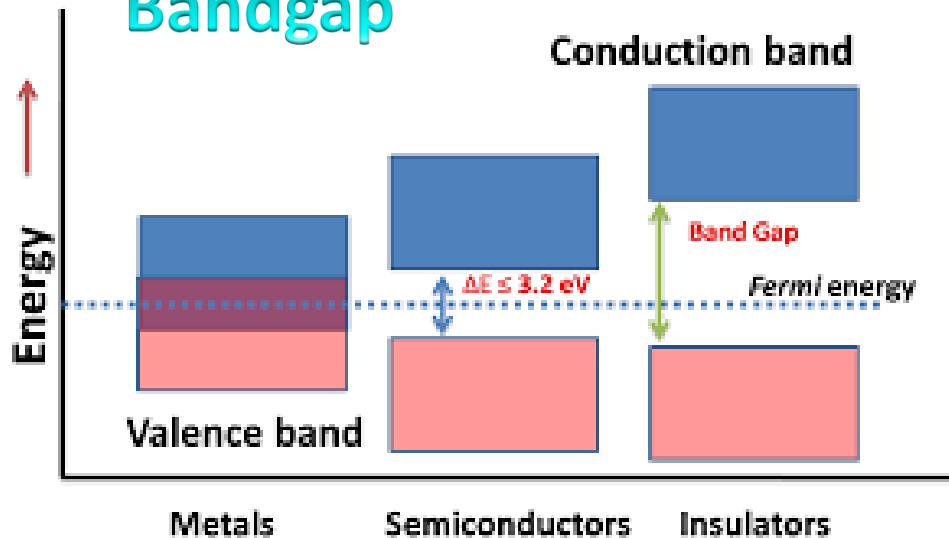 Bandgap
Conduction band
Band Gap
ΔE ≤ 3.2 eV
Fermi energy
Energy
Valence band
Metals
Semiconductors
Insulators